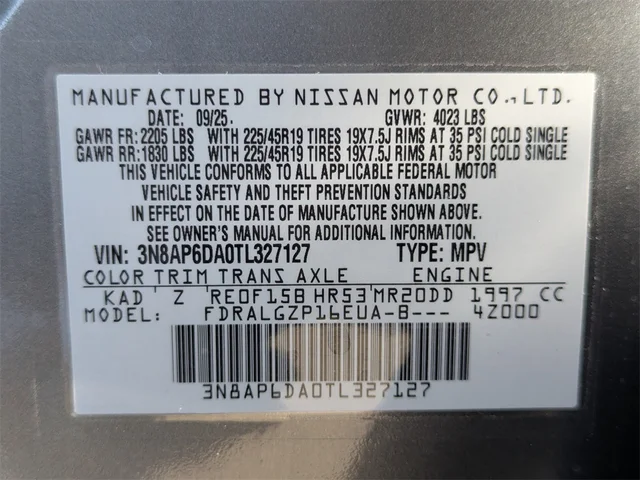 MANUFACTURED BY NISSAN MOTOR CO., LTD.
DATE: 09/25. GVWR: 4023 LBS
GAWR FR: 2205 LBS WITH 225/45R19 TIRES 19X7.5J RIMS AT 35 PSI COLD SINGLE
GAWR RR: 1830 LBS WITH 225/45R19 TIRES 19X7.5J RIMS AT 35 PSI COLD SINGLE
THIS VEHICLE CONFORMS TO ALL APPLICABLE FEDERAL MOTOR
VEHICLE SAFETY AND THEFT PREVENTION STANDARDS
IN EFFECT ON THE DATE OF MANUFACTURE SHOWN ABOVE.
SEE OWNER'S MANUAL FOR ADDITIONAL INFORMATION.
VIN: 3N8AP6DA0TL327127 TYPE: MPV
COLOR TRIM TRANS AXLE ENGINE
KAD Z RE0F15B HR53 MR20DD 1997 CC
MODEL: FDRALGZP16EUA-B--- 4Z000
3N8AP6DA0TL327127